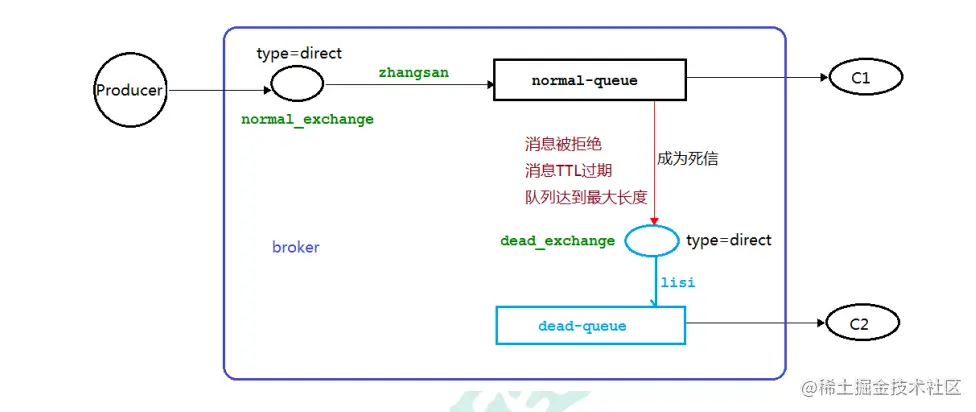 type=direct
zhangsan
normal-queue
C1
Producer
normal_exchange
消息被拒绝
消息TTL过期
队列达到最大长度
成为死信
broker
dead_exchange
type=direct
lisi
dead-queue
C2
@稀土掘金技术社区